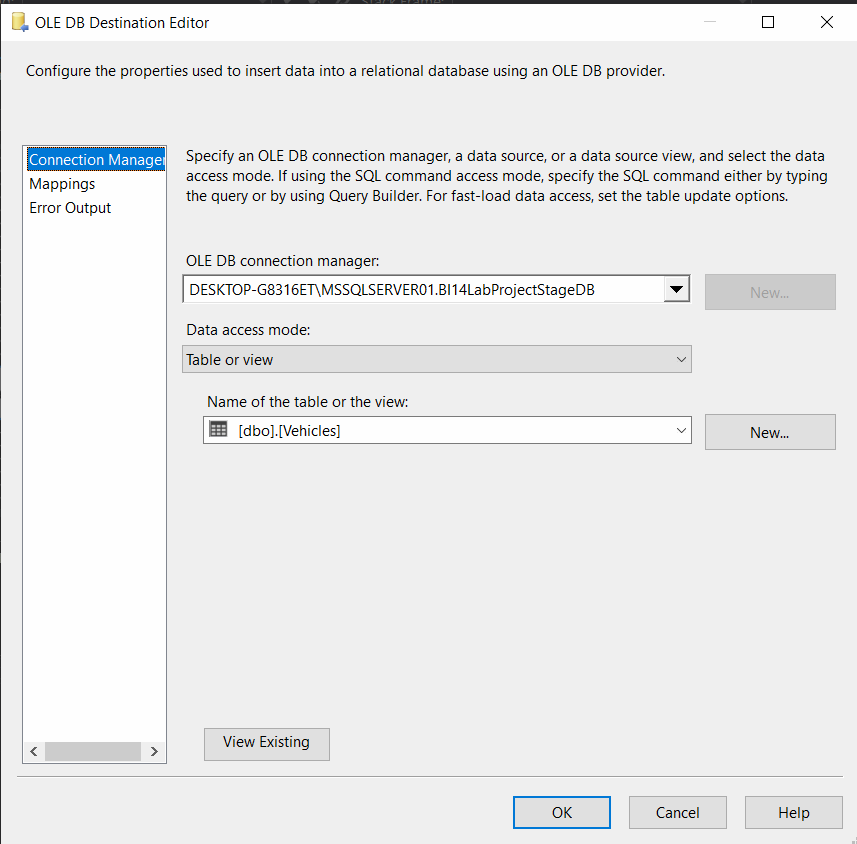 OLE DB Destination Editor
Configure the properties used to insert data into a relational database using an OLE DB provider.
Connection Manager
Mappings
Error Output
Specify an OLE DB connection manager, a data source, or a data source view, and select the data
access mode. If using the SQL command access mode, specify the SQL command either by typing
the query or by using Query Builder. For fast-load data access, set the table update options.
OLE DB connection manager:
DESKTOP-G8316ET\MSSQLSERVER01.BI14LabProjectStageDB
New...
Data access mode:
Table or view
Name of the table or the view:
[dbo].[Vehicles]
New...
View Existing
OK
Cancel
Help